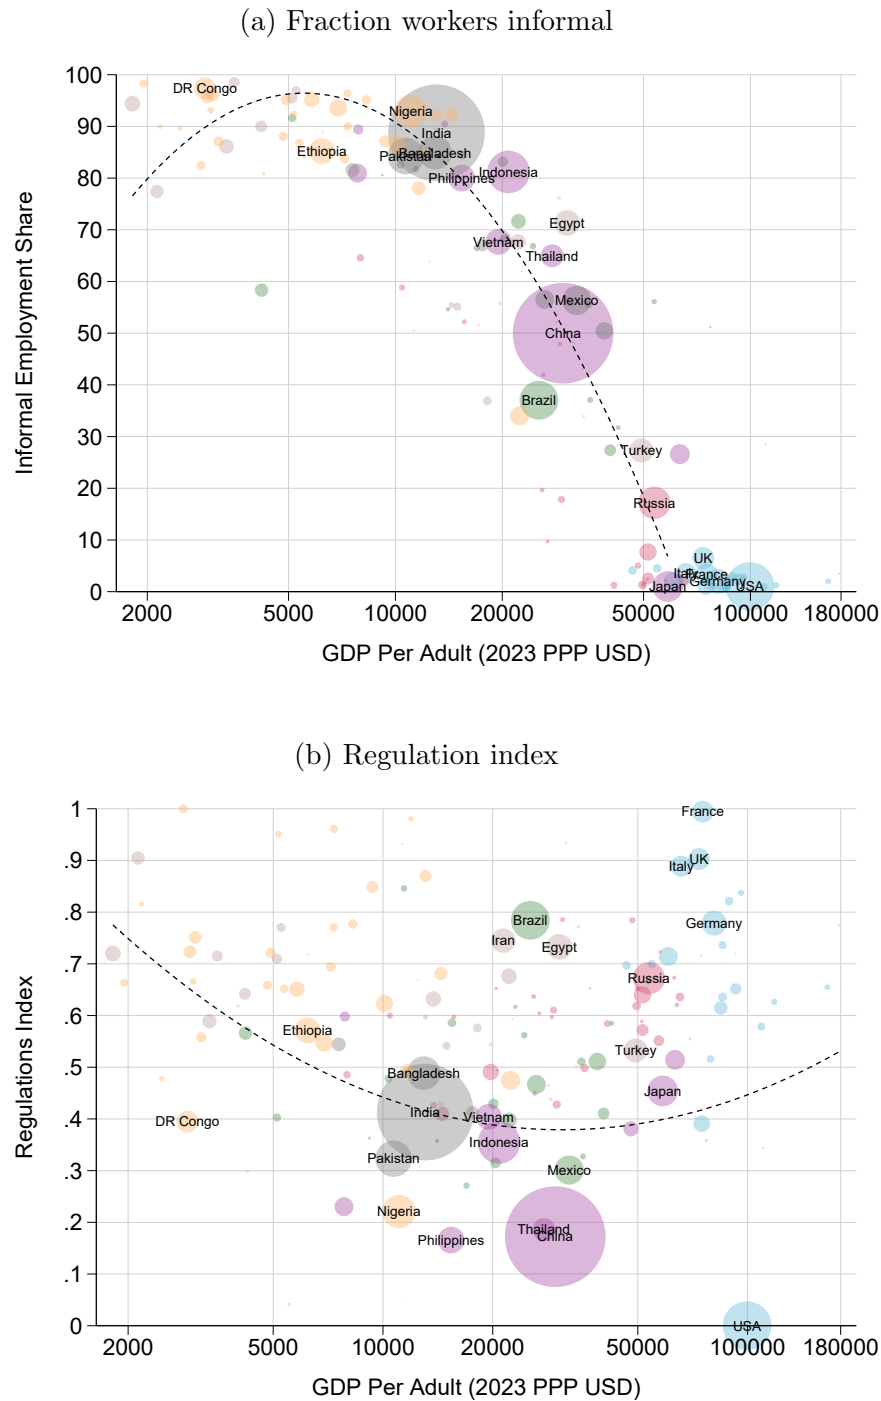 (a) Fraction workers informal
100
90
80
70
60
50
40
30
20
10
0
Informal Employment Share
DR Congo
Nigeria
India
Ethiopia
Pakistan
Bangladesh
Philippines
Indonesia
Egypt
Vietnam
Thailand
Mexico
China
Brazil
Turkey
Russia
UK
Italy
France
Germany
Japan
USA
2000 5000 10000 20000 50000 100000 180000
GDP Per Adult (2023 PPP USD)
(b) Regulation index
1
.9
.8
.7
.6
.5
.4
.3
.2
.1
0
Regulations Index
France
UK
Italy
Brazil
Germany
Iran
Egypt
Russia
Ethiopia
Turkey
Bangladesh
Japan
India
DR Congo
Vietnam
Indonesia
Pakistan
Mexico
Nigeria
Thailand
China
Philippines
USA
2000 5000 10000 20000 50000 100000 180000
GDP Per Adult (2023 PPP USD)